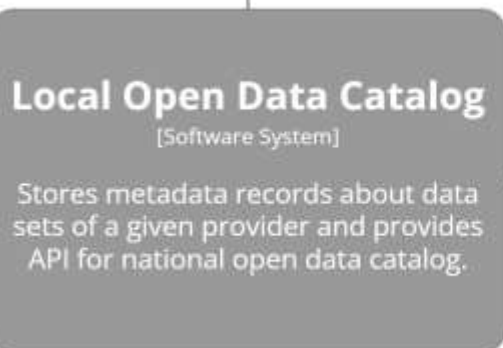 Local Open Data Catalog
[Software System]
Stores metadata records about data
sets of a given provider and provides
API for national open data catalog.